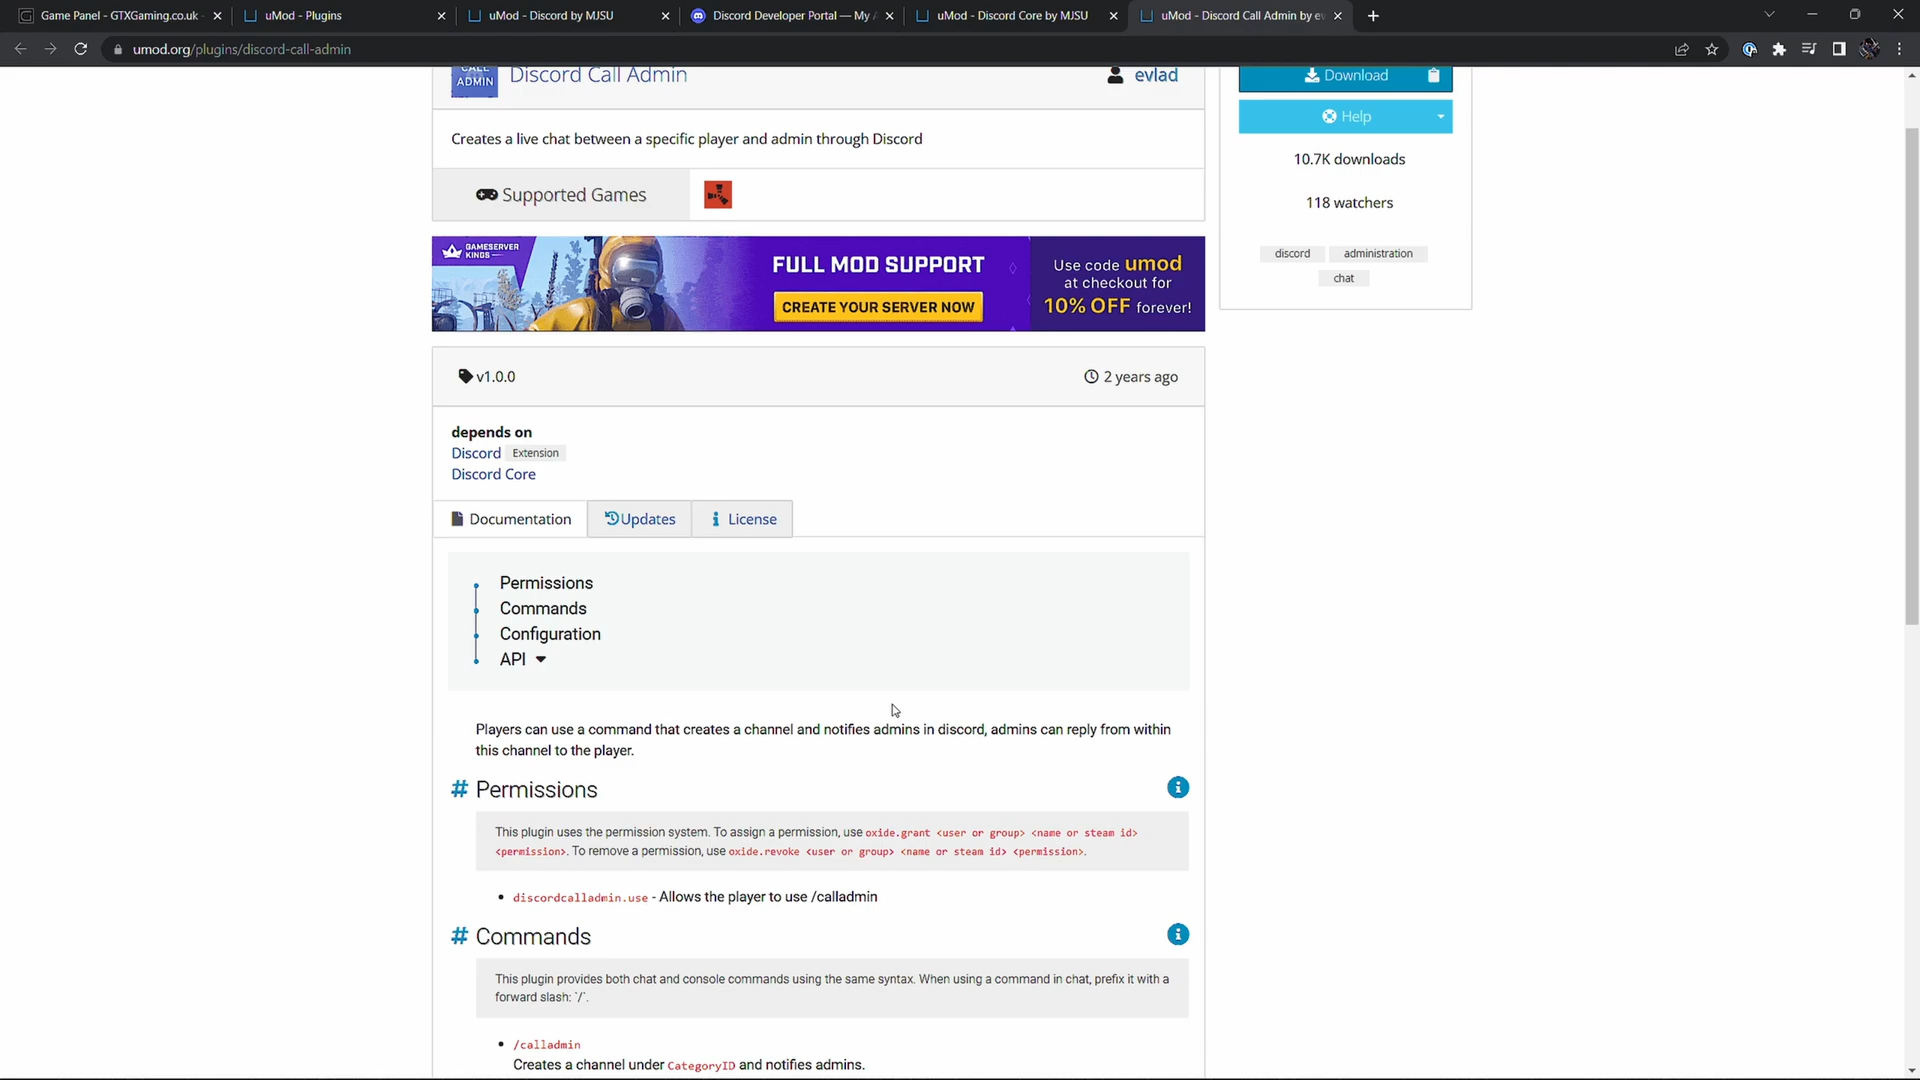 Game Panel - GTXGaming.co.uk
uMod - Plugins
uMod - Discord by MJSU
Discord Developer Portal — My A
uMod - Discord Core by MJSU
uMod - Discord Call Admin by ev
umod.org/plugins/discord-call-admin
CALL
ADMIN
Discord Call Admin
evlad
Download
Help
Creates a live chat between a specific player and admin through Discord
10.7K downloads
Supported Games
118 watchers
discord administration
chat
GAMESERVER
KINGS
FULL MOD SUPPORT
CREATE YOUR SERVER NOW
Use code umod
at checkout for
10% OFF forever!
v1.0.0
2 years ago
depends on
Discord Extension
Discord Core
Documentation
Updates
License
Permissions
Commands
Configuration
API
Players can use a command that creates a channel and notifies admins in discord, admins can reply from within
this channel to the player.
# Permissions
This plugin uses the permission system. To assign a permission, use oxide.grant <user or group> <name or steam id>
<permission>. To remove a permission, use oxide.revoke <user or group> <name or steam id> <permission>.
• discordcalladmin.use - Allows the player to use /calladmin
# Commands
This plugin provides both chat and console commands using the same syntax. When using a command in chat, prefix it with a
forward slash: `/`.
• /calladmin
Creates a channel under CategoryID and notifies admins.